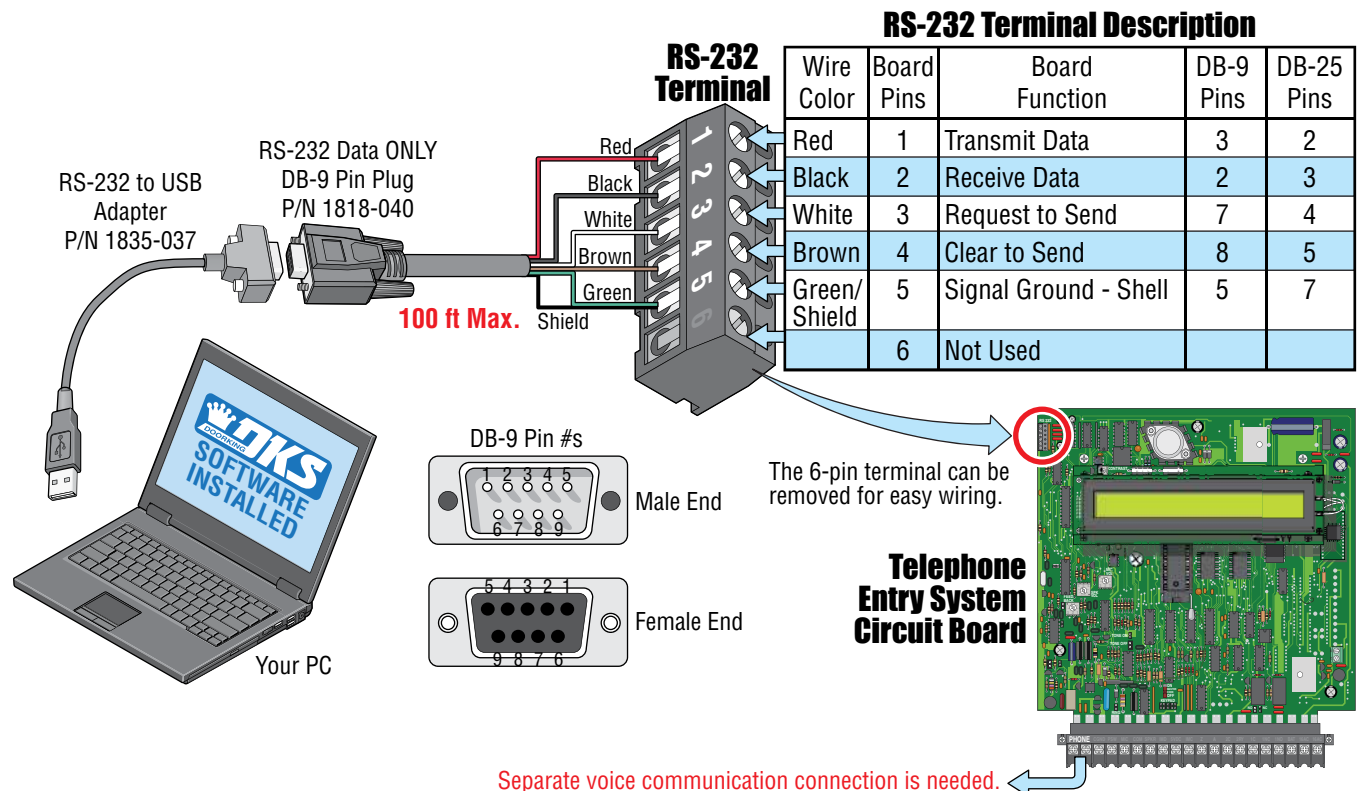 RS-232 Terminal Description
RS-232
Terminal
Wire Color Board Pins Board Function DB-9 Pins DB-25 Pins
Red 1 Transmit Data 3 2
Black 2 Receive Data 2 3
White 3 Request to Send 7 4
Brown 4 Clear to Send 8 5
Green/ Shield 5 Signal Ground - Shell 5 7
6 Not Used
Red
Black
White
Brown
Green
Shield
1
2
3
4
5
6
RS-232 Data ONLY
DB-9 Pin Plug
P/N 1818-040
RS-232 to USB
Adapter
P/N 1835-037
100 ft Max.
DOORKING
DKS
SOFTWARE
INSTALLED
Your PC
DB-9 Pin #s
1 2 3 4 5
6 7 8 9
Male End
5 4 3 2 1
9 8 7 6
Female End
The 6-pin terminal can be
removed for easy wiring.
Telephone
Entry System
Circuit Board
CONTRAST
PHONE
Separate voice communication connection is needed.